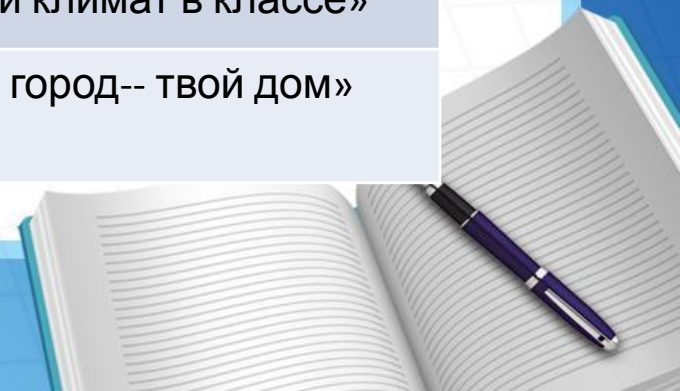 й климат в классе»
город-- твой дом»